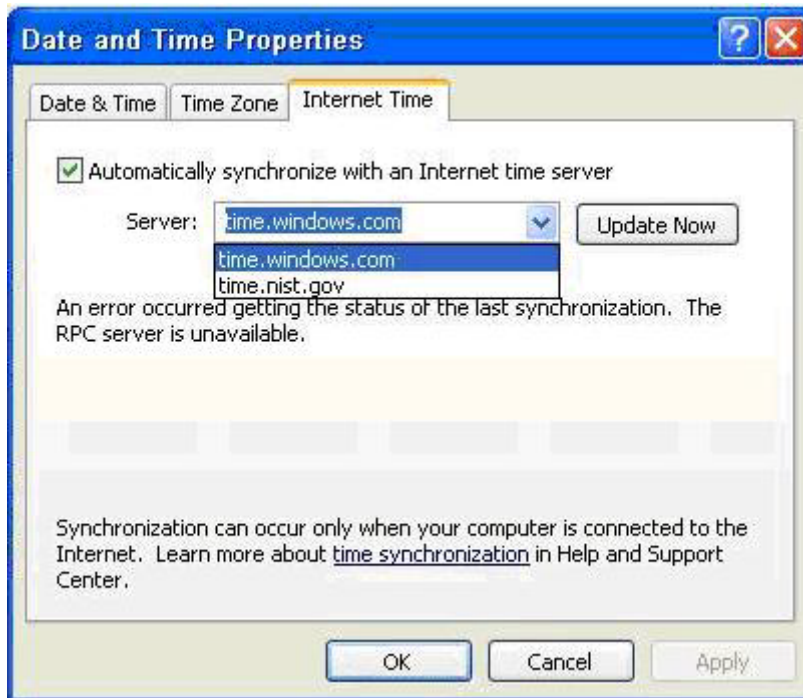 Date and Time Properties
Date & Time Time Zone Internet Time
Automatically synchronize with an Internet time server
Server: time.windows.com Update Now
time.windows.com
time.nist.gov
An error occurred getting the status of the last synchronization. The
RPC server is unavailable.
Synchronization can occur only when your computer is connected to the
Internet. Learn more about time synchronization in Help and Support
Center.
OK Cancel Apply